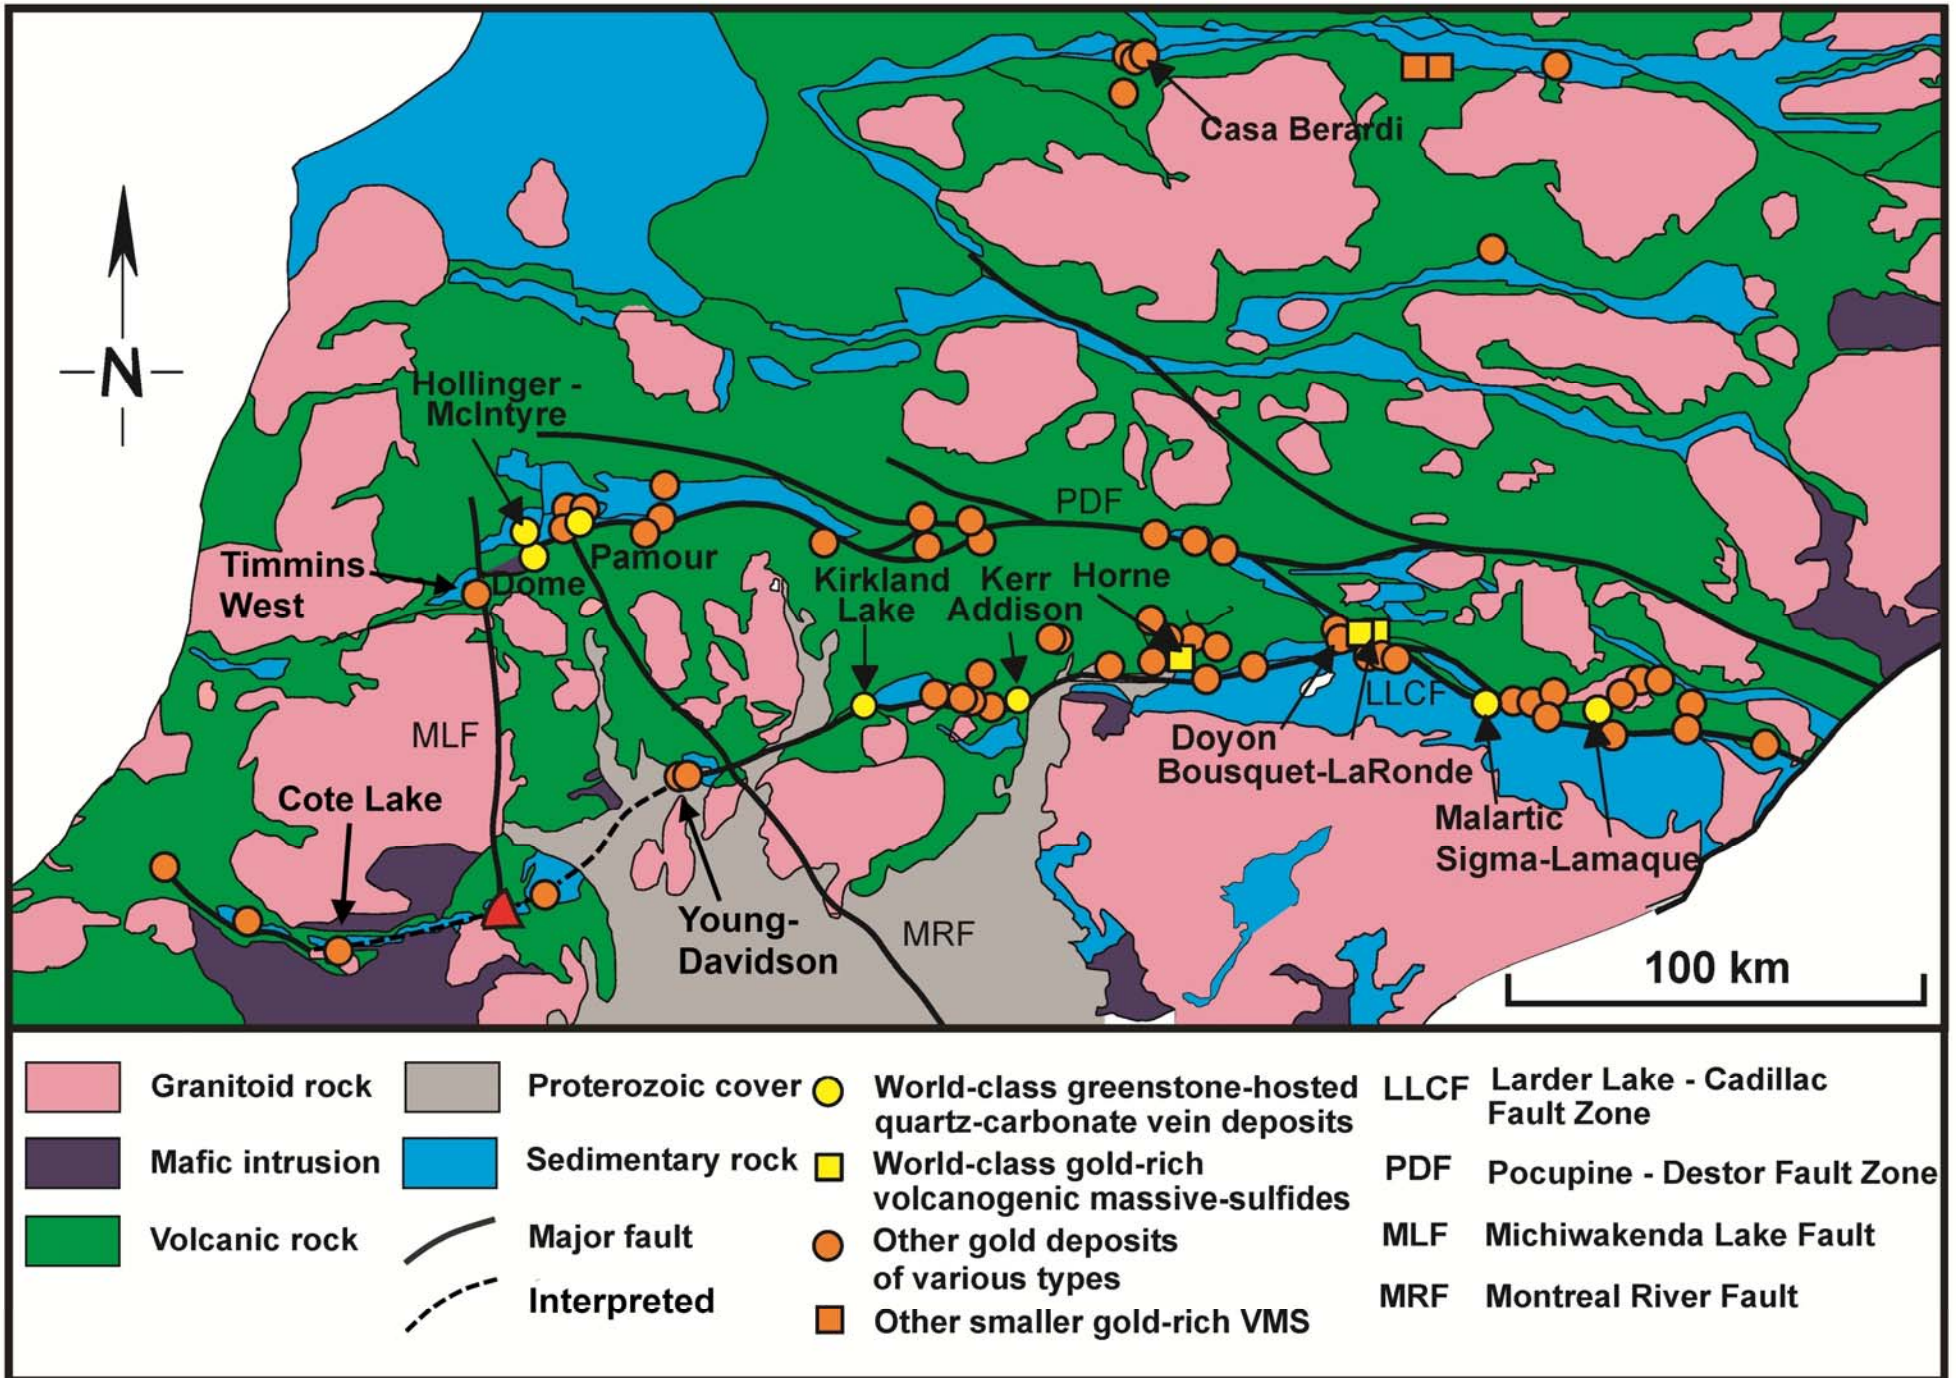 Casa Berardi
N
Hollinger -
McIntyre
PDF
Timmins
West
Dome
Pamour
Kirkland
Lake
Kerr
Addison
Horne
MLF
LLCF
Doyon
Bousquet-LaRonde
Cote Lake
Malartic
Sigma-Lamaque
Young-
Davidson
MRF
100 km
Granitoid rock
Mafic intrusion
Volcanic rock
Proterozoic cover
Sedimentary rock
Major fault
Interpreted
World-class greenstone-hosted
quartz-carbonate vein deposits
World-class gold-rich
volcanogenic massive-sulfides
Other gold deposits
of various types
Other smaller gold-rich VMS
LLCF Larder Lake - Cadillac
Fault Zone
PDF Pocupine - Destor Fault Zone
MLF Michiwakenda Lake Fault
MRF Montreal River Fault